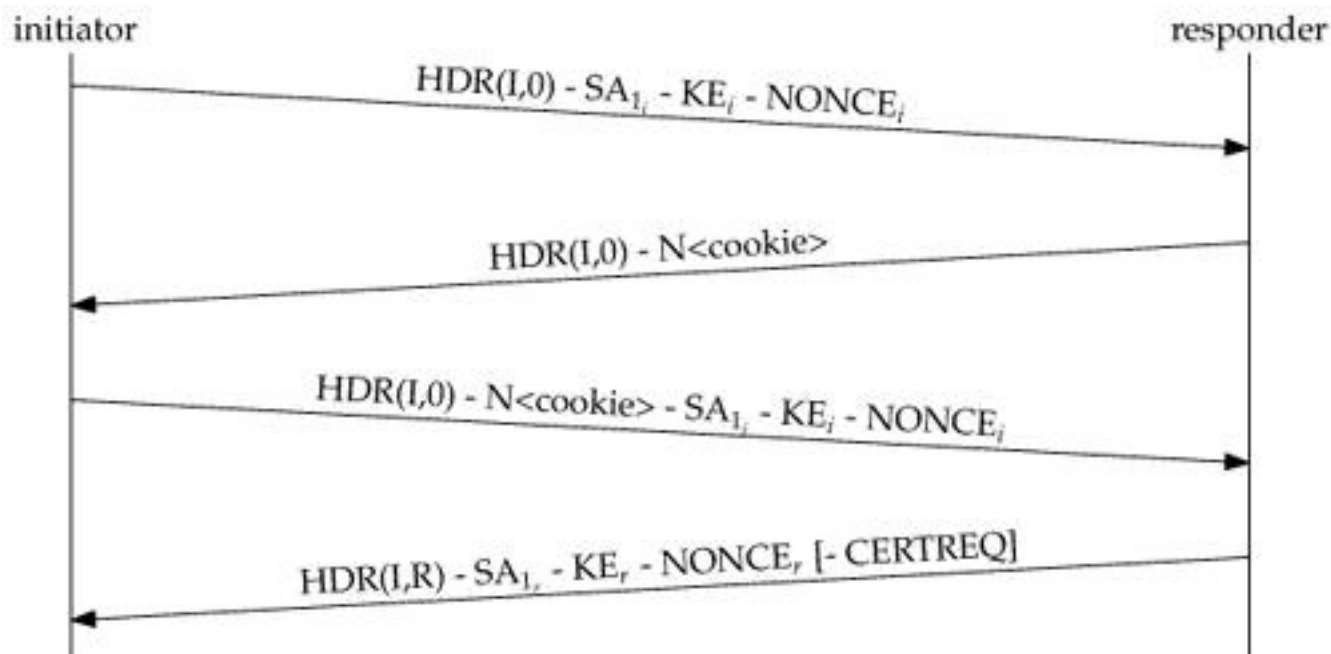 initiator
responder
HDR(I,0) - SA1i - KEi - NONCEi
HDR(I,0) - N<cookie>
HDR(I,0) - N<cookie> - SA1i - KEi - NONCEi
HDR(I,R) - SA1r - KEr - NONCEr [- CERTREQ]